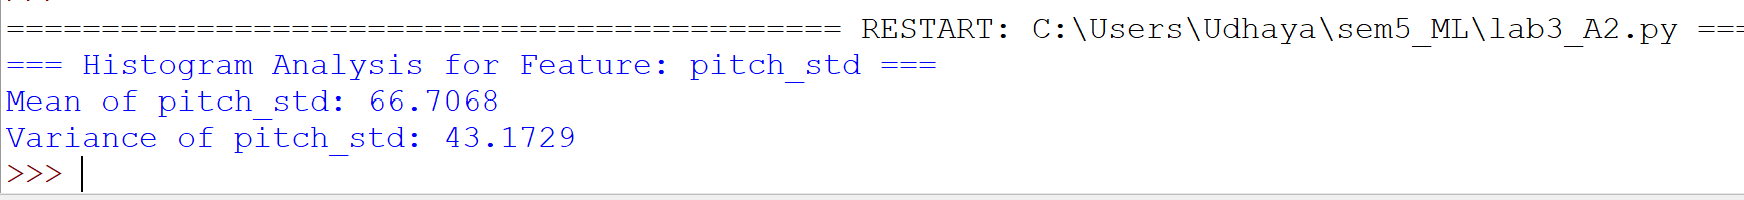 ============================================ RESTART: C:\Users\Udhaya\sem5_ML\lab3_A2.py ===
=== Histogram Analysis for Feature: pitch_std ===
Mean of pitch_std: 66.7068
Variance of pitch_std: 43.1729
>>>